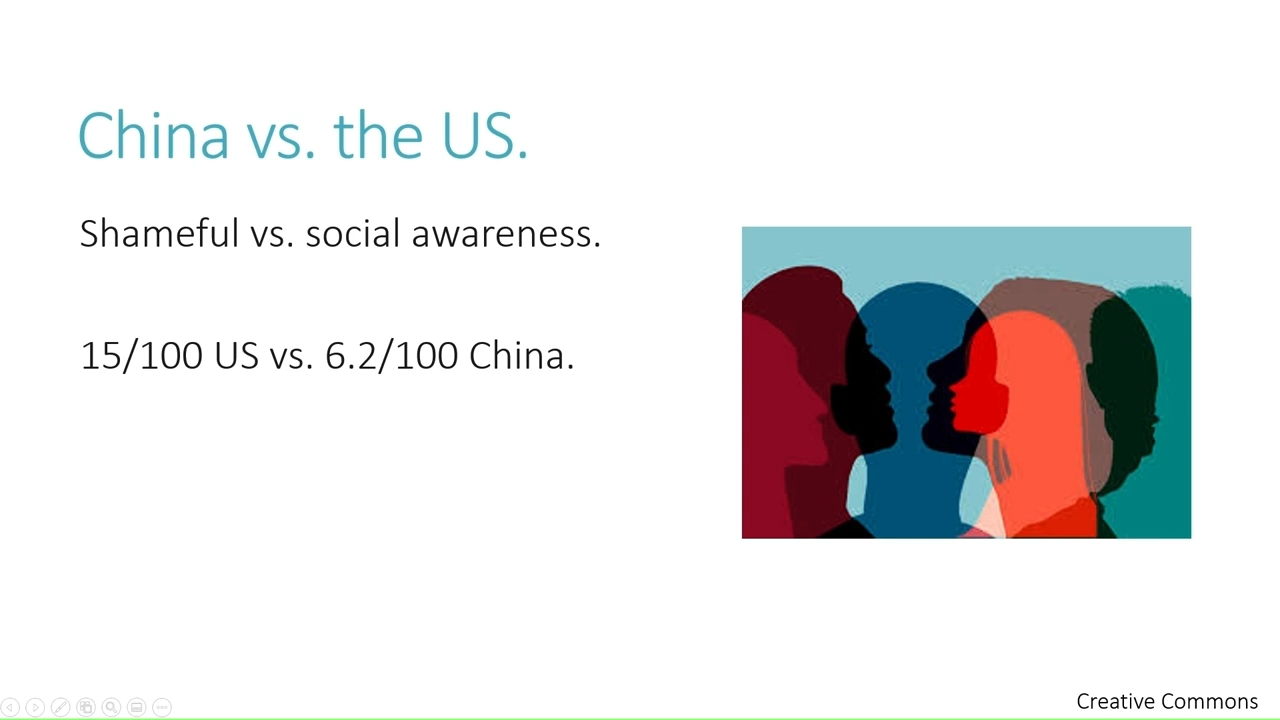 China vs. the US.
Shameful vs. social awareness.
15/100 US vs. 6.2/100 China.
Creative Commons